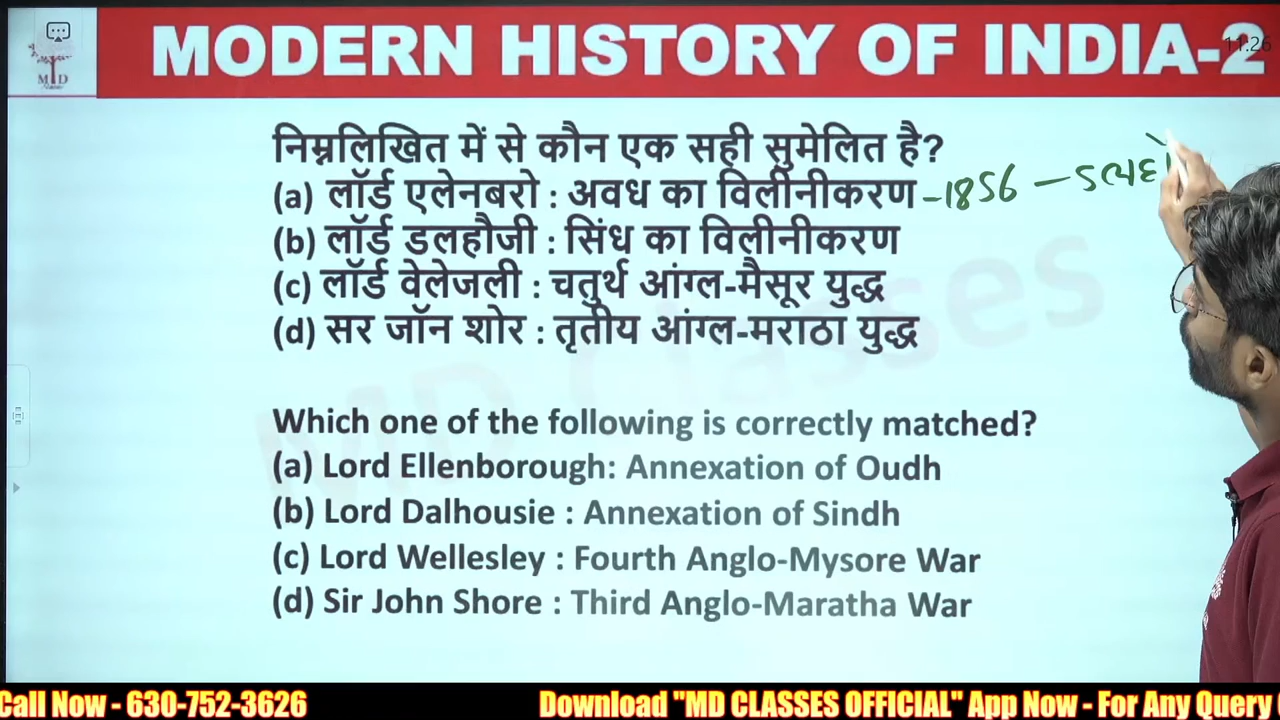 MODERN HISTORY OF INDIA-2
11:26
MD
निम्नलिखित में से कौन एक सही सुमेलित है?
(a) लॉर्ड एलेनबरो : अवध का विलीनीकरण -1856 –
(b) लॉर्ड डलहौजी : सिंध का विलीनीकरण
(c) लॉर्ड वेलेजली : चतुर्थ आंग्ल-मैसूर युद्ध
(d) सर जॉन शोर : तृतीय आंग्ल-मराठा युद्ध
MD Classes
Which one of the following is correctly matched?
(a) Lord Ellenborough: Annexation of Oudh
(b) Lord Dalhousie : Annexation of Sindh
(c) Lord Wellesley : Fourth Anglo-Mysore War
(d) Sir John Shore : Third Anglo-Maratha War
Call Now - 630-752-3626 Download "MD CLASSES OFFICIAL" App Now - For Any Query